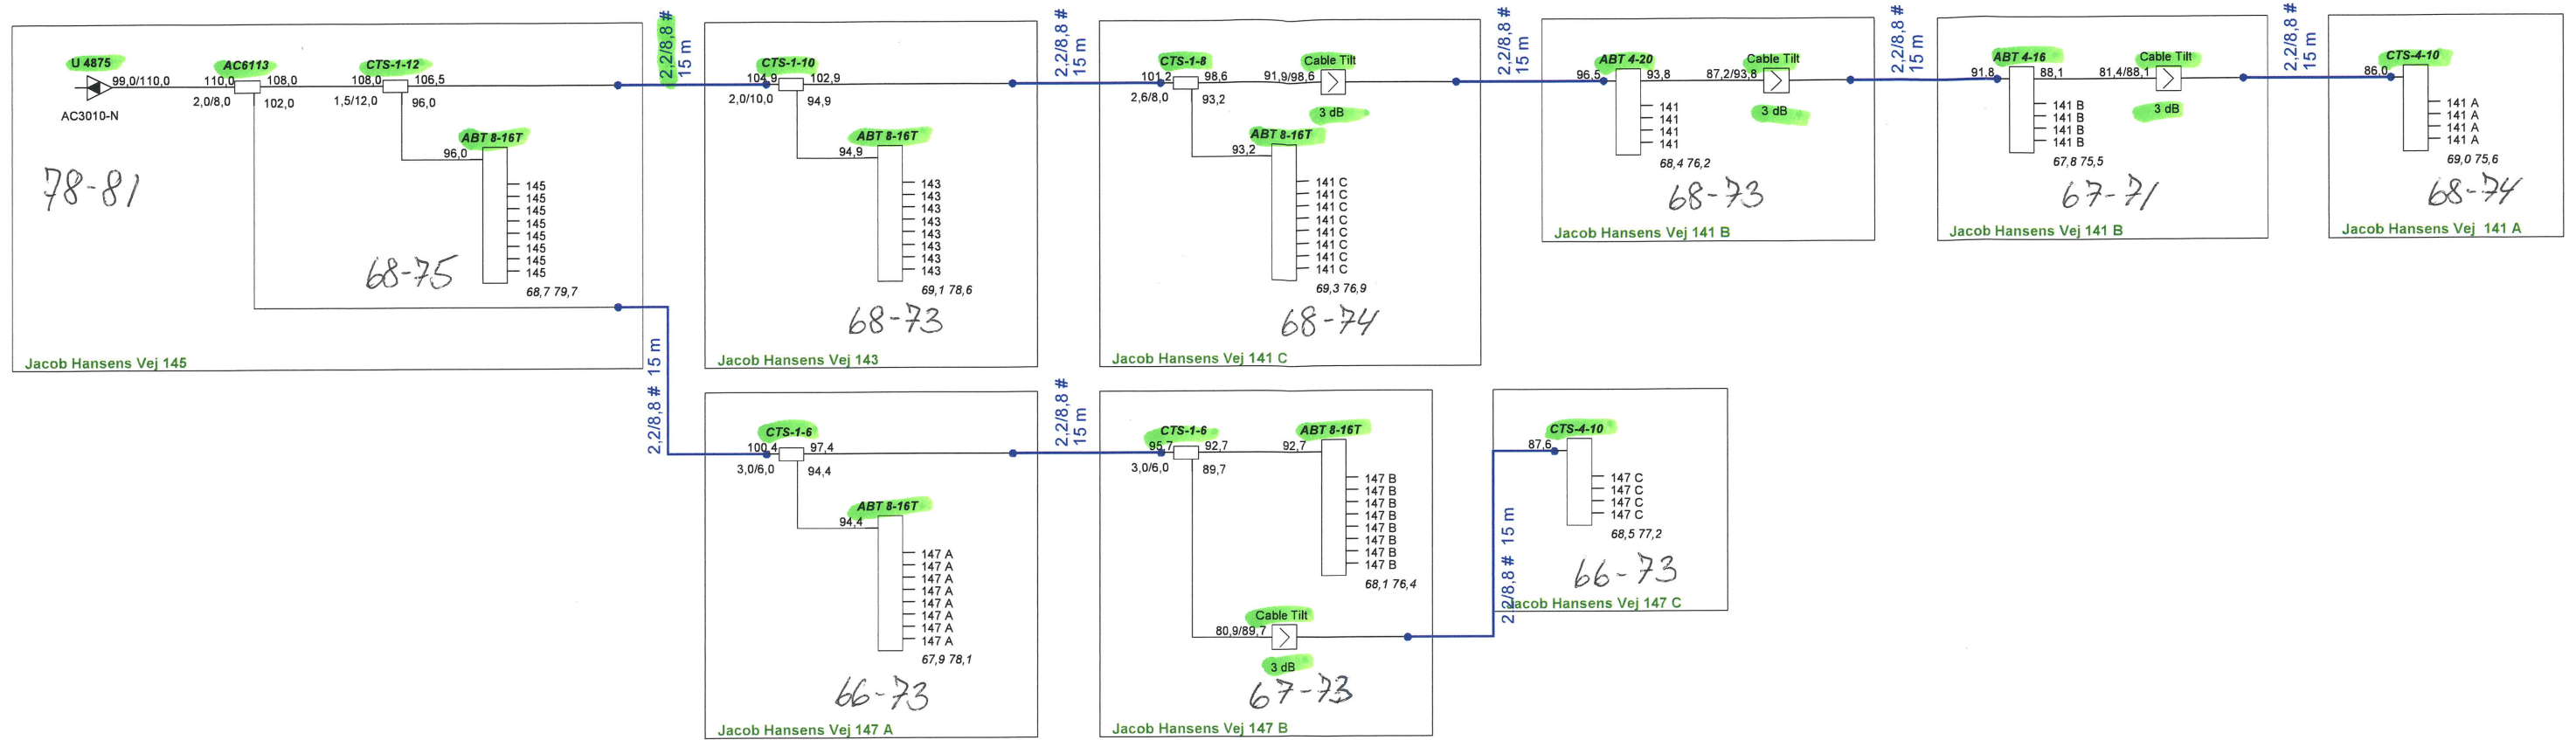 U 4875
99,0/110,0
AC3010-N
78-81
AC6113
110,0
108,0
2,0/8,0
102,0
CTS-1-12
108,0
106,5
1,5/12,0
96,0
ABT 8-16T
96,0
145
145
145
145
145
145
145
145
68,7 79,7
68-75
Jacob Hansens Vej 145
2,2/8,8 #
15 m
CTS-1-10
104,9
102,9
2,0/10,0
94,9
ABT 8-16T
94,9
143
143
143
143
143
143
143
143
69,1 78,6
68-73
Jacob Hansens Vej 143
2,2/8,8 #
15 m
CTS-1-8
101,2
98,6
2,6/8,0
93,2
Cable Tilt
91,9/98,6
3 dB
ABT 8-16T
93,2
141 C
141 C
141 C
141 C
141 C
141 C
141 C
141 C
69,3 76,9
68-74
Jacob Hansens Vej 141 C
2,2/8,8 #
15 m
ABT 4-20
96,5
93,8
Cable Tilt
87,2/93,8
3 dB
141
141
141
141
68,4 76,2
68-73
Jacob Hansens Vej 141 B
2,2/8,8 #
15 m
ABT 4-16
91,8
88,1
Cable Tilt
81,4/88,1
3 dB
141 B
141 B
141 B
141 B
67,8 75,5
67-71
Jacob Hansens Vej 141 B
2,2/8,8 #
15 m
CTS-4-10
86,0
141 A
141 A
141 A
141 A
69,0 75,6
68-74
Jacob Hansens Vej 141 A
2,2/8,8 # 15 m
CTS-1-6
100,4
97,4
3,0/6,0
94,4
ABT 8-16T
94,4
147 A
147 A
147 A
147 A
147 A
147 A
147 A
147 A
67,9 78,1
66-73
Jacob Hansens Vej 147 A
2,2/8,8 #
15 m
CTS-1-6
95,7
92,7
3,0/6,0
89,7
ABT 8-16T
92,7
147 B
147 B
147 B
147 B
147 B
147 B
147 B
147 B
68,1 76,4
Cable Tilt
80,9/89,7
3 dB
67-73
Jacob Hansens Vej 147 B
2,2/8,8 # 15 m
CTS-4-10
87,6
147 C
147 C
147 C
147 C
68,5 77,2
66-73
Jacob Hansens Vej 147 C